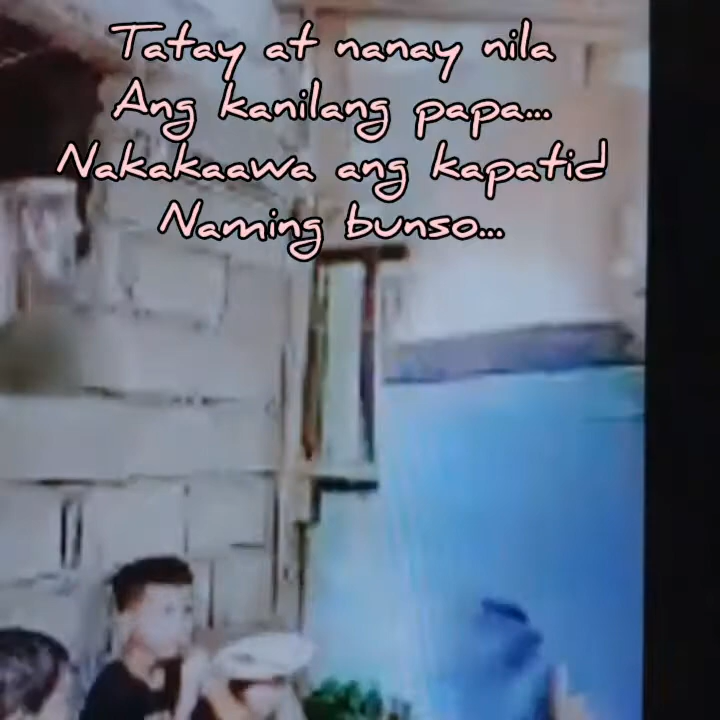 Tatay at nanay nila
Ang kanilang papa...
Nakakaawa ang kapatid
Naming bunso...